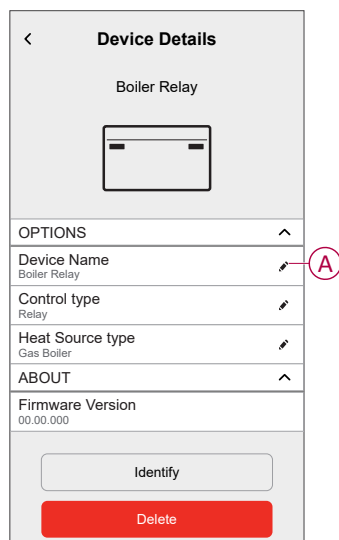 Device Details
Boiler Relay
OPTIONS
Device Name
Boiler Relay
A
Control type
Relay
Heat Source type
Gas Boiler
ABOUT
Firmware Version
00.00.000
Identify
Delete